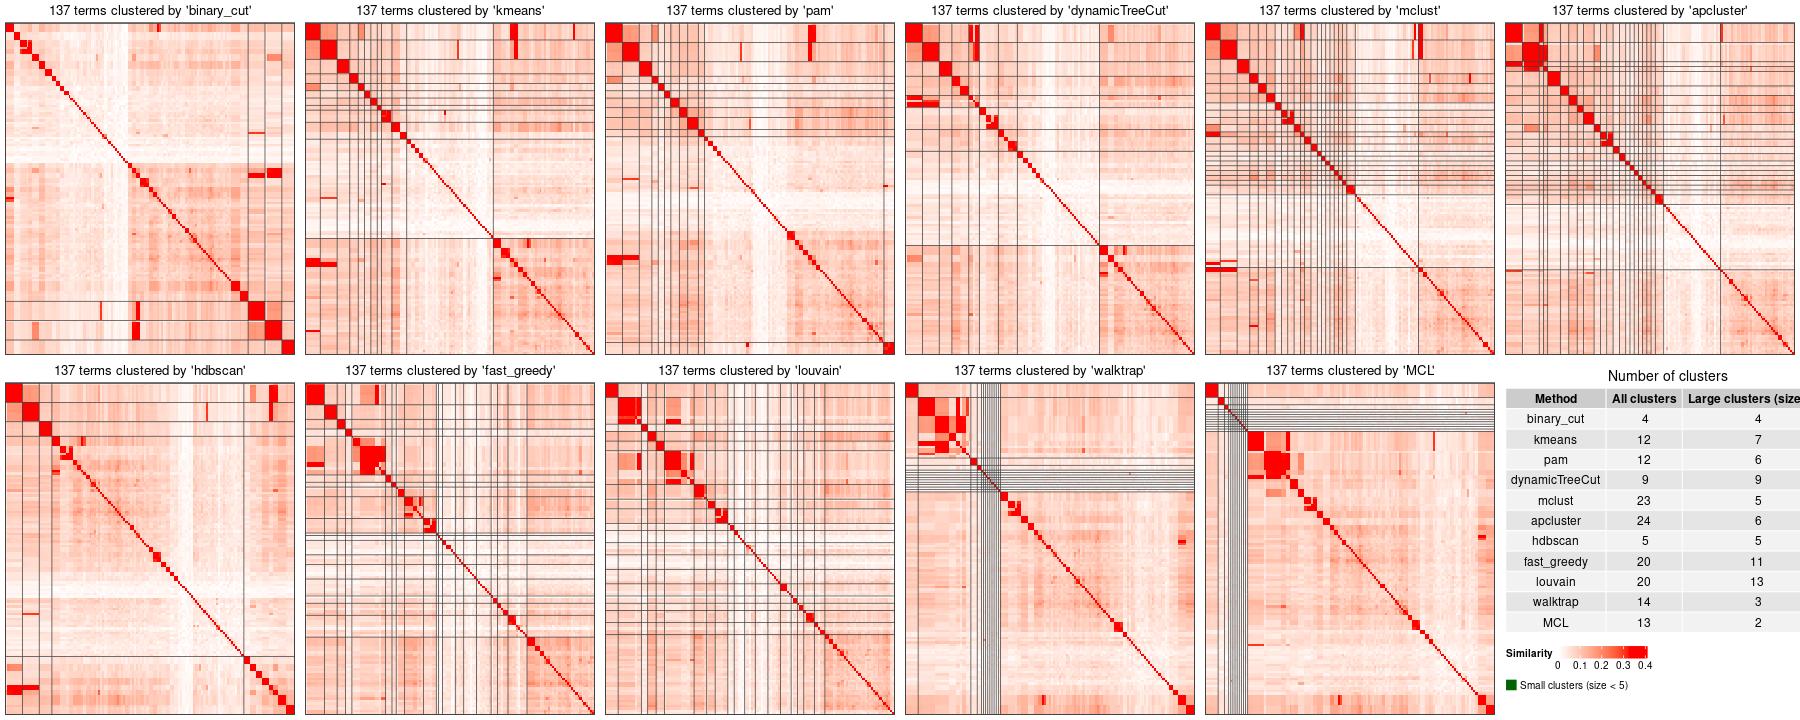 137 terms clustered by 'binary_cut'
137 terms clustered by 'kmeans'
137 terms clustered by 'pam'
137 terms clustered by 'dynamicTreeCut'
137 terms clustered by 'mclust'
137 terms clustered by 'apcluster'
137 terms clustered by 'hdbscan'
137 terms clustered by 'fast_greedy'
137 terms clustered by 'louvain'
137 terms clustered by 'walktrap'
137 terms clustered by 'MCL'
Number of clusters
Method All clusters Large clusters (size
binary_cut 4 4
kmeans 12 7
pam 12 6
dynamicTreeCut 9 9
mclust 23 5
apcluster 24 6
hdbscan 5 5
fast_greedy 20 11
louvain 20 13
walktrap 14 3
MCL 13 2
Similarity
0 0.1 0.2 0.3 0.4
Small clusters (size < 5)